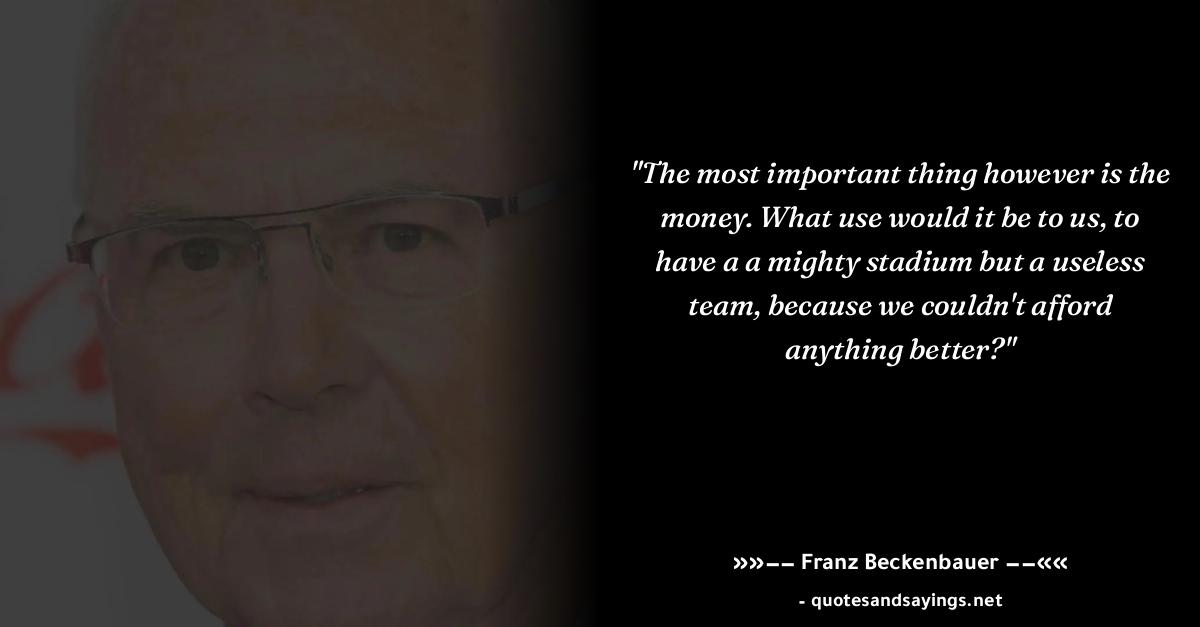 "The most important thing however is the
money. What use would it be to us, to
have a a mighty stadium but a useless
team, because we couldn't afford
anything better?"
»»–– Franz Beckenbauer ––««
- quotesandsayings.net